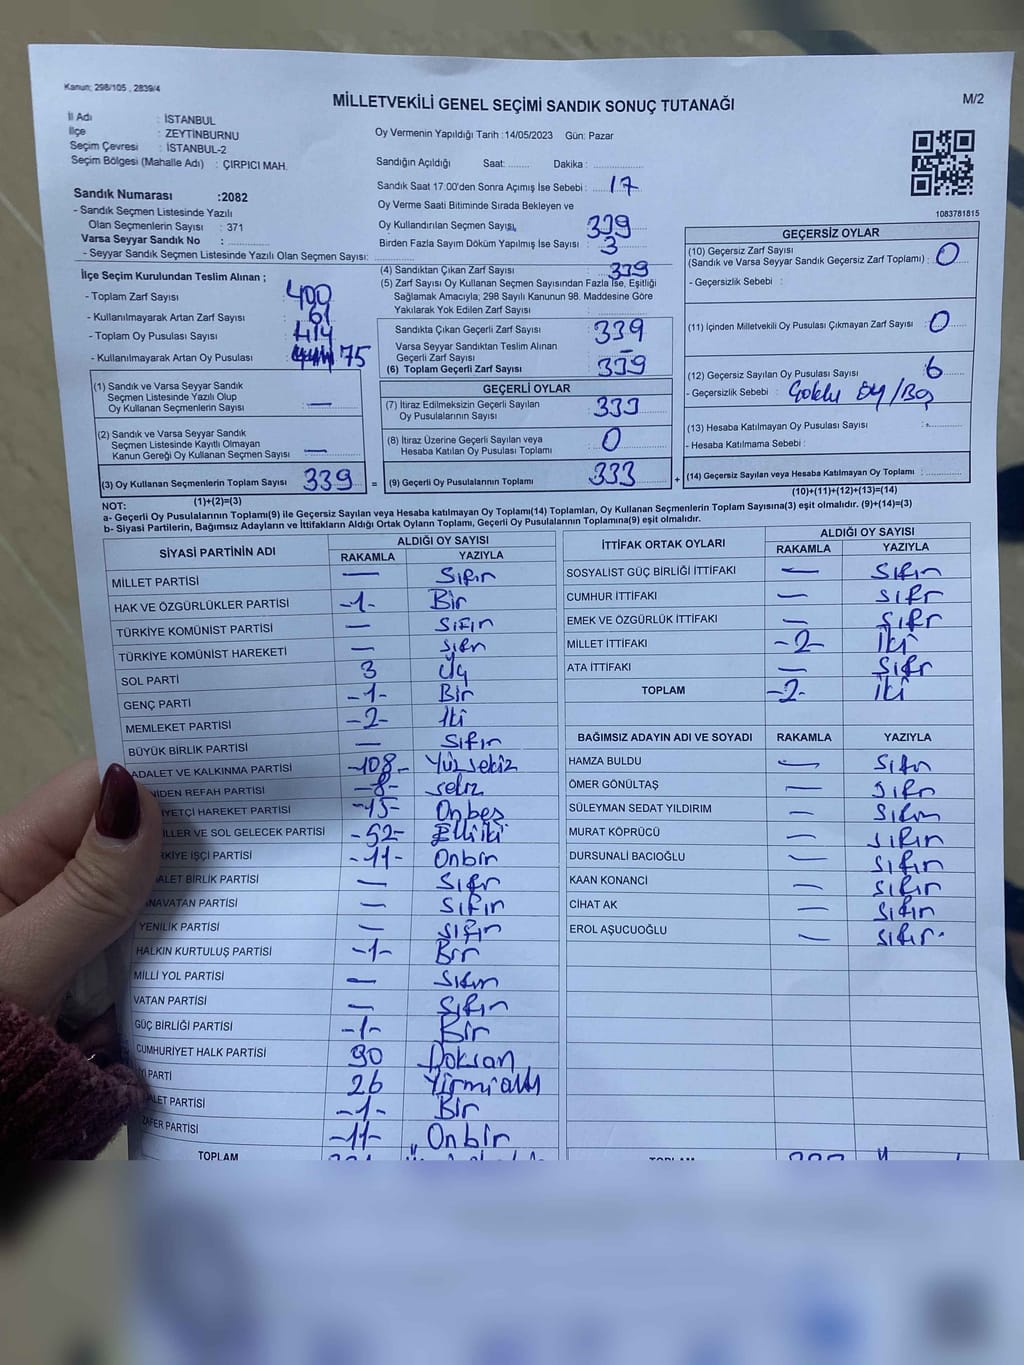 Kanun; 298/105 , 2839/4
MİLLETVEKİLİ GENEL SEÇİMİ SANDIK SONUÇ TUTANAĞI
M/2
İl Adı : İSTANBUL
İlçe : ZEYTİNBURNU
Seçim Çevresi : İSTANBUL-2
Seçim Bölgesi (Mahalle Adı) : ÇIRPICI MAH.
Oy Vermenin Yapıldığı Tarih :14/05/2023 Gün: Pazar
Sandığın Açıldığı Saat: ........ Dakika : ..................
Sandık Saat 17:00'den Sonra Açımış İse Sebebi : 17
Oy Verme Saati Bitiminde Sırada Bekleyen ve
Oy Kullandırılan Seçmen Sayısı, 339
Birden Fazla Sayım Döküm Yapılmış İse Sayısı : 3
1083781815
Sandık Numarası :2082
- Sandık Seçmen Listesinde Yazılı
Olan Seçmenlerin Sayısı : 371
Varsa Seyyar Sandık No : ............
- Seyyar Sandık Seçmen Listesinde Yazılı Olan Seçmen Sayısı: ............
İlçe Seçim Kurulundan Teslim Alınan ;
- Toplam Zarf Sayısı : 400
- Kullanılmayarak Artan Zarf Sayısı : 61
- Toplam Oy Pusulası Sayısı : 414
- Kullanılmayarak Artan Oy Pusulası : 75
(1) Sandık ve Varsa Seyyar Sandık
Seçmen Listesinde Yazılı Olup
Oy Kullanan Seçmenlerin Sayısı : —
(2) Sandık ve Varsa Seyyar Sandık
Seçmen Listesinde Kayıtlı Olmayan
Kanun Gereği Oy Kullanan Seçmen Sayısı : —
(3) Oy Kullanan Seçmenlerin Toplam Sayısı : 339
(1)+(2)=(3)
(4) Sandıktan Çıkan Zarf Sayısı : 339
(5) Zarf Sayısı Oy Kullanan Seçmen Sayısından Fazla İse, Eşitliği
Sağlamak Amacıyla; 298 Sayılı Kanunun 98. Maddesine Göre
Yakılarak Yok Edilen Zarf Sayısı :
Sandıkta Çıkan Geçerli Zarf Sayısı : 339
Varsa Seyyar Sandıktan Teslim Alınan
Geçerli Zarf Sayısı : —
(6) Toplam Geçerli Zarf Sayısı : 339
GEÇERLİ OYLAR
(7) İtiraz Edilmeksizin Geçerli Sayılan
Oy Pusulalarının Sayısı : 333
(8) İtiraz Üzerine Geçerli Sayılan veya
Hesaba Katılan Oy Pusulası Toplamı : 0
= (9) Geçerli Oy Pusulalarının Toplamı : 333 +
GEÇERSİZ OYLAR
(10) Geçersiz Zarf Sayısı
(Sandık ve Varsa Seyyar Sandık Geçersiz Zarf Toplamı) : 0
- Geçersizlik Sebebi :
(11) İçinden Milletvekili Oy Pusulası Çıkmayan Zarf Sayısı : 0
(12) Geçersiz Sayılan Oy Pusulası Sayısı : 6
- Geçersizlik Sebebi : Çoklu oy/Boş
(13) Hesaba Katılmayan Oy Pusulası Sayısı :
- Hesaba Katılmama Sebebi :
(14) Geçersiz Sayılan veya Hesaba Katılmayan Oy Toplamı : ............
(10)+(11)+(12)+(13)=(14)
NOT:
a- Geçerli Oy Pusulalarının Toplamı(9) ile Geçersiz Sayılan veya Hesaba Katılmayan Oy Toplamı(14) Toplamları, Oy Kullanan Seçmenlerin Toplam Sayısına(3) eşit olmalıdır. (9)+(14)=(3)
b- Siyasi Partilerin, Bağımsız Adayların ve İttifakların Aldığı Ortak Oyların Toplamı, Geçerli Oy Pusulalarının Toplamına(9) eşit olmalıdır.
SİYASİ PARTİNİN ADI ALDIĞI OY SAYISI
RAKAMLA YAZIYLA
MİLLET PARTİSİ — Sıfır
HAK VE ÖZGÜRLÜKLER PARTİSİ -1- Bir
TÜRKİYE KOMÜNİST PARTİSİ — Sıfır
TÜRKİYE KOMÜNİST HAREKETİ — Sıfır
SOL PARTİ 3 Üç
GENÇ PARTİ -1- Bir
MEMLEKET PARTİSİ -2- İki
BÜYÜK BİRLİK PARTİSİ — Sıfır
ADALET VE KALKINMA PARTİSİ -108- Yüzsekiz
NİDEN REFAH PARTİSİ -8- sekiz
İYETÇİ HAREKET PARTİSİ -15- Onbeş
İLLER VE SOL GELECEK PARTİSİ -52- Elliiki
RKİYE İŞÇİ PARTİSİ -11- Onbir
ALET BİRLİK PARTİSİ — Sıfır
NAVATAN PARTİSİ — Sıfır
YENİLİK PARTİSİ — Sıfır
HALKIN KURTULUŞ PARTİSİ -1- Bir
MİLLİ YOL PARTİSİ — Sıfır
VATAN PARTİSİ — Sıfır
GÜÇ BİRLİĞİ PARTİSİ -1- Bir
CUMHURİYET HALK PARTİSİ 90 Doksan
İYİ PARTİ 26 Yirmialtı
ALET PARTİSİ -1- Bir
ZAFER PARTİSİ -11- Onbir
TOPLAM
İTTİFAK ORTAK OYLARI ALDIĞI OY SAYISI
RAKAMLA YAZIYLA
SOSYALİST GÜÇ BİRLİĞİ İTTİFAKI — Sıfır
CUMHUR İTTİFAKI — Sıfır
EMEK VE ÖZGÜRLÜK İTTİFAKI — Sıfır
MİLLET İTTİFAKI -2- İki
ATA İTTİFAKI — Sıfır
TOPLAM -2- İki
BAĞIMSIZ ADAYIN ADI VE SOYADI RAKAMLA YAZIYLA
HAMZA BULDU — Sıfır
ÖMER GÖNÜLTAŞ — Sıfır
SÜLEYMAN SEDAT YILDIRIM — Sıfır
MURAT KÖPRÜCÜ — Sıfır
DURSUNALİ BACIOĞLU — Sıfır
KAAN KONANCİ — Sıfır
CİHAT AK — Sıfır
EROL AŞUCUOĞLU — Sıfır.
TOPLAM